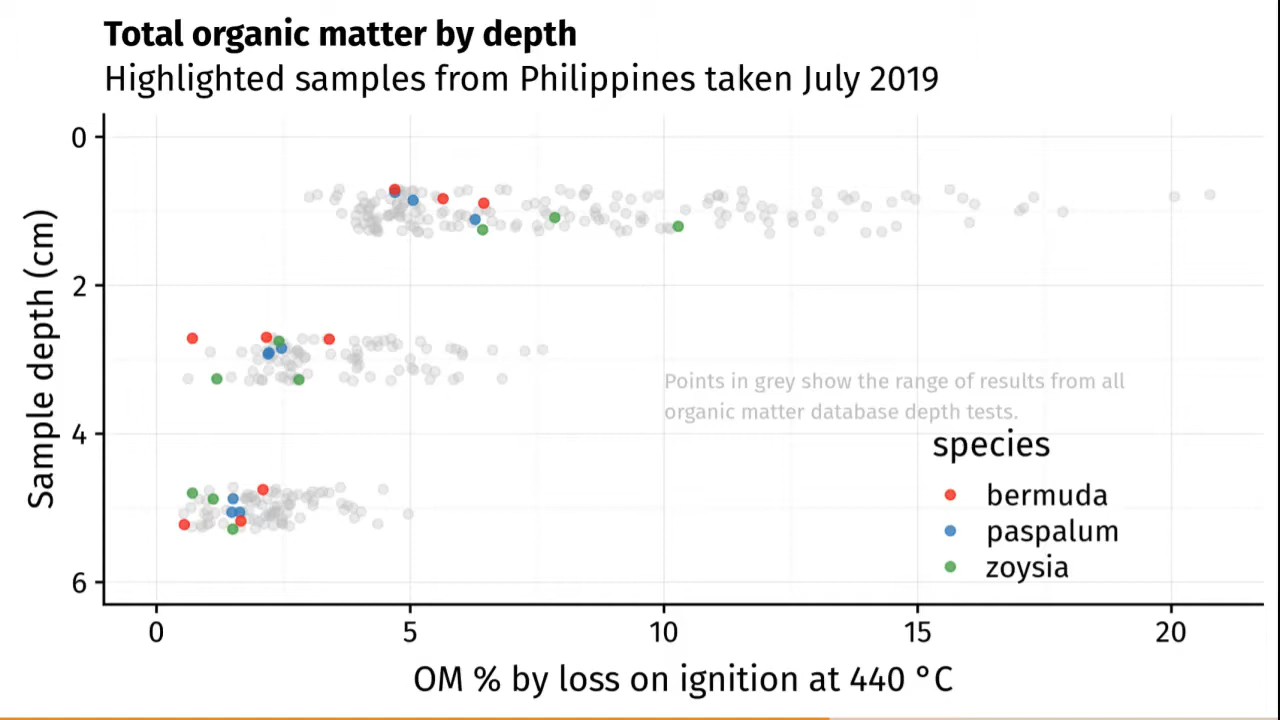 Total organic matter by depth
Highlighted samples from Philippines taken July 2019
Sample depth (cm)
0
2
4
6
Points in grey show the range of results from all
organic matter database depth tests.
species
bermuda
paspalum
zoysia
0 5 10 15 20
OM % by loss on ignition at 440 °C